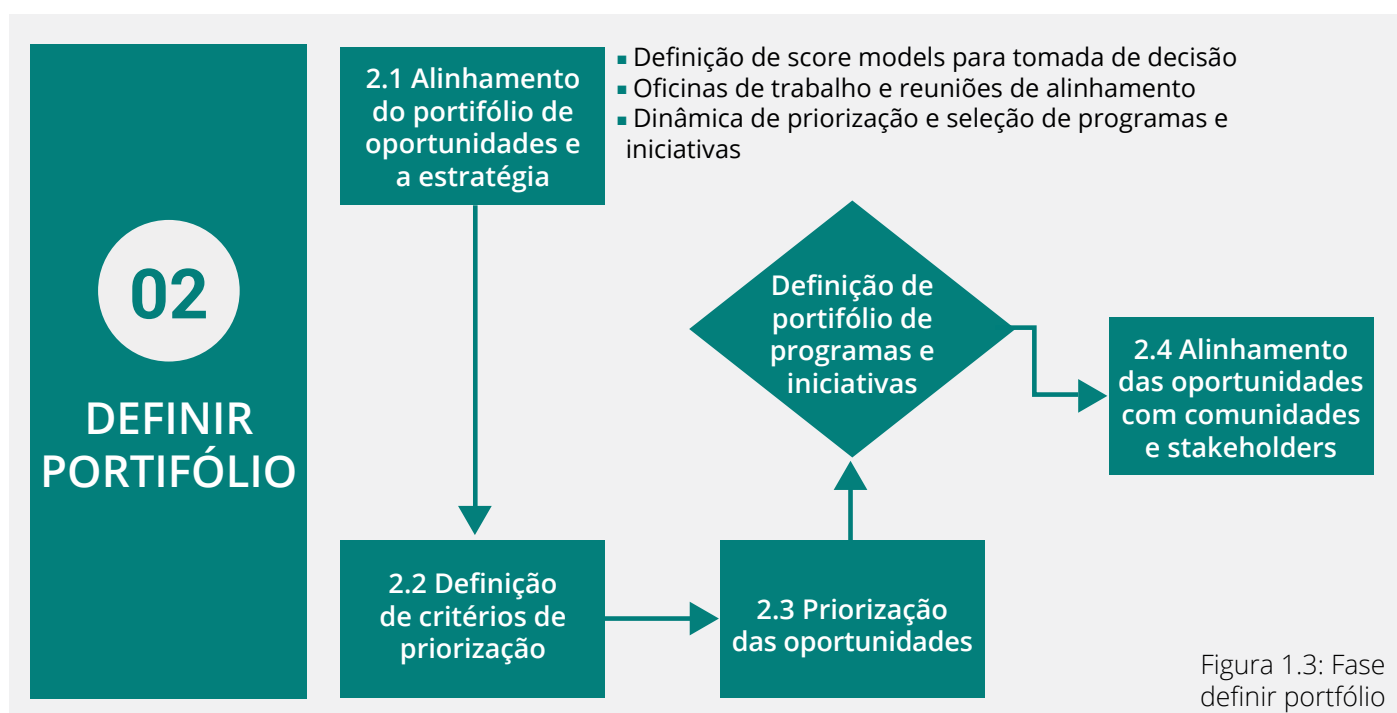 02
DEFINIR
PORTIFÓLIO
2.1 Alinhamento
do portifólio de
oportunidades e
a estratégia
▪ Definição de score models para tomada de decisão
▪ Oficinas de trabalho e reuniões de alinhamento
▪ Dinâmica de priorização e seleção de programas e
iniciativas
2.2 Definição
de critérios de
priorização
2.3 Priorização
das oportunidades
Definição de
portifólio de
programas e
iniciativas
2.4 Alinhamento
das oportunidades
com comunidades
e stakeholders
Figura 1.3: Fase
definir portfólio